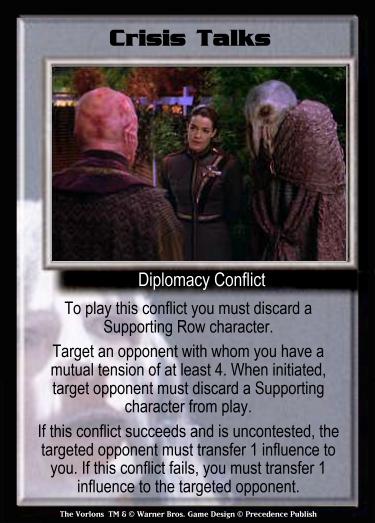 Crisis Talks
Diplomacy Conflict
To play this conflict you must discard a
Supporting Row character.
Target an opponent with whom you have a
mutual tension of at least 4. When initiated,
target opponent must discard a Supporting
character from play.
If this conflict succeeds and is uncontested, the
targeted opponent must transfer 1 influence to
you. If this conflict fails, you must transfer 1
influence to the targeted opponent.
The Vorlons TM & © Warner Bros. Game Design © Precedence Publish